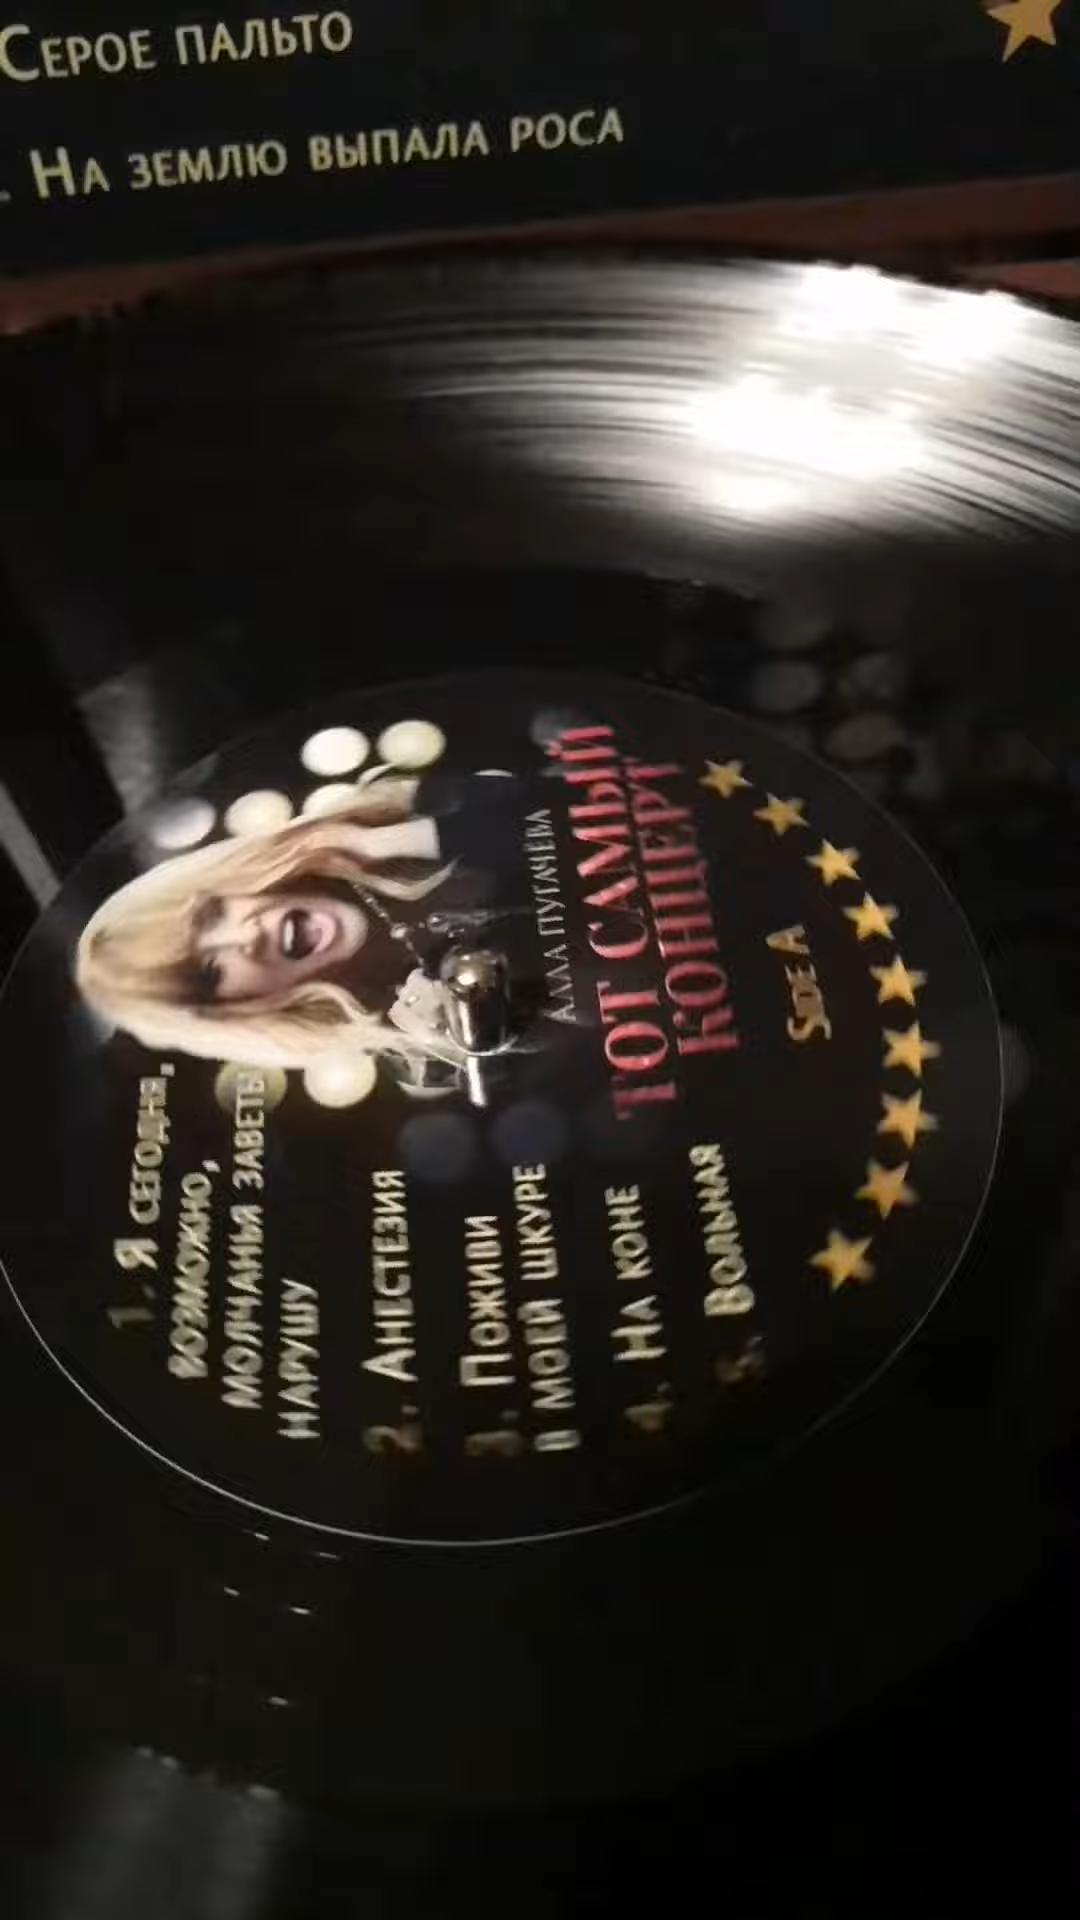 Серое пальто
На землю выпала роса
АЛЛА ПУГАЧЕВА
ТОТ САМЫЙ
КОНЦЕРТ
Side A
1. Я сегодня,
возможно,
молчанья заветы
нарушу
2. Анестезия
3. Поживи
в моей шкуре
4. На коне
5. Вольная